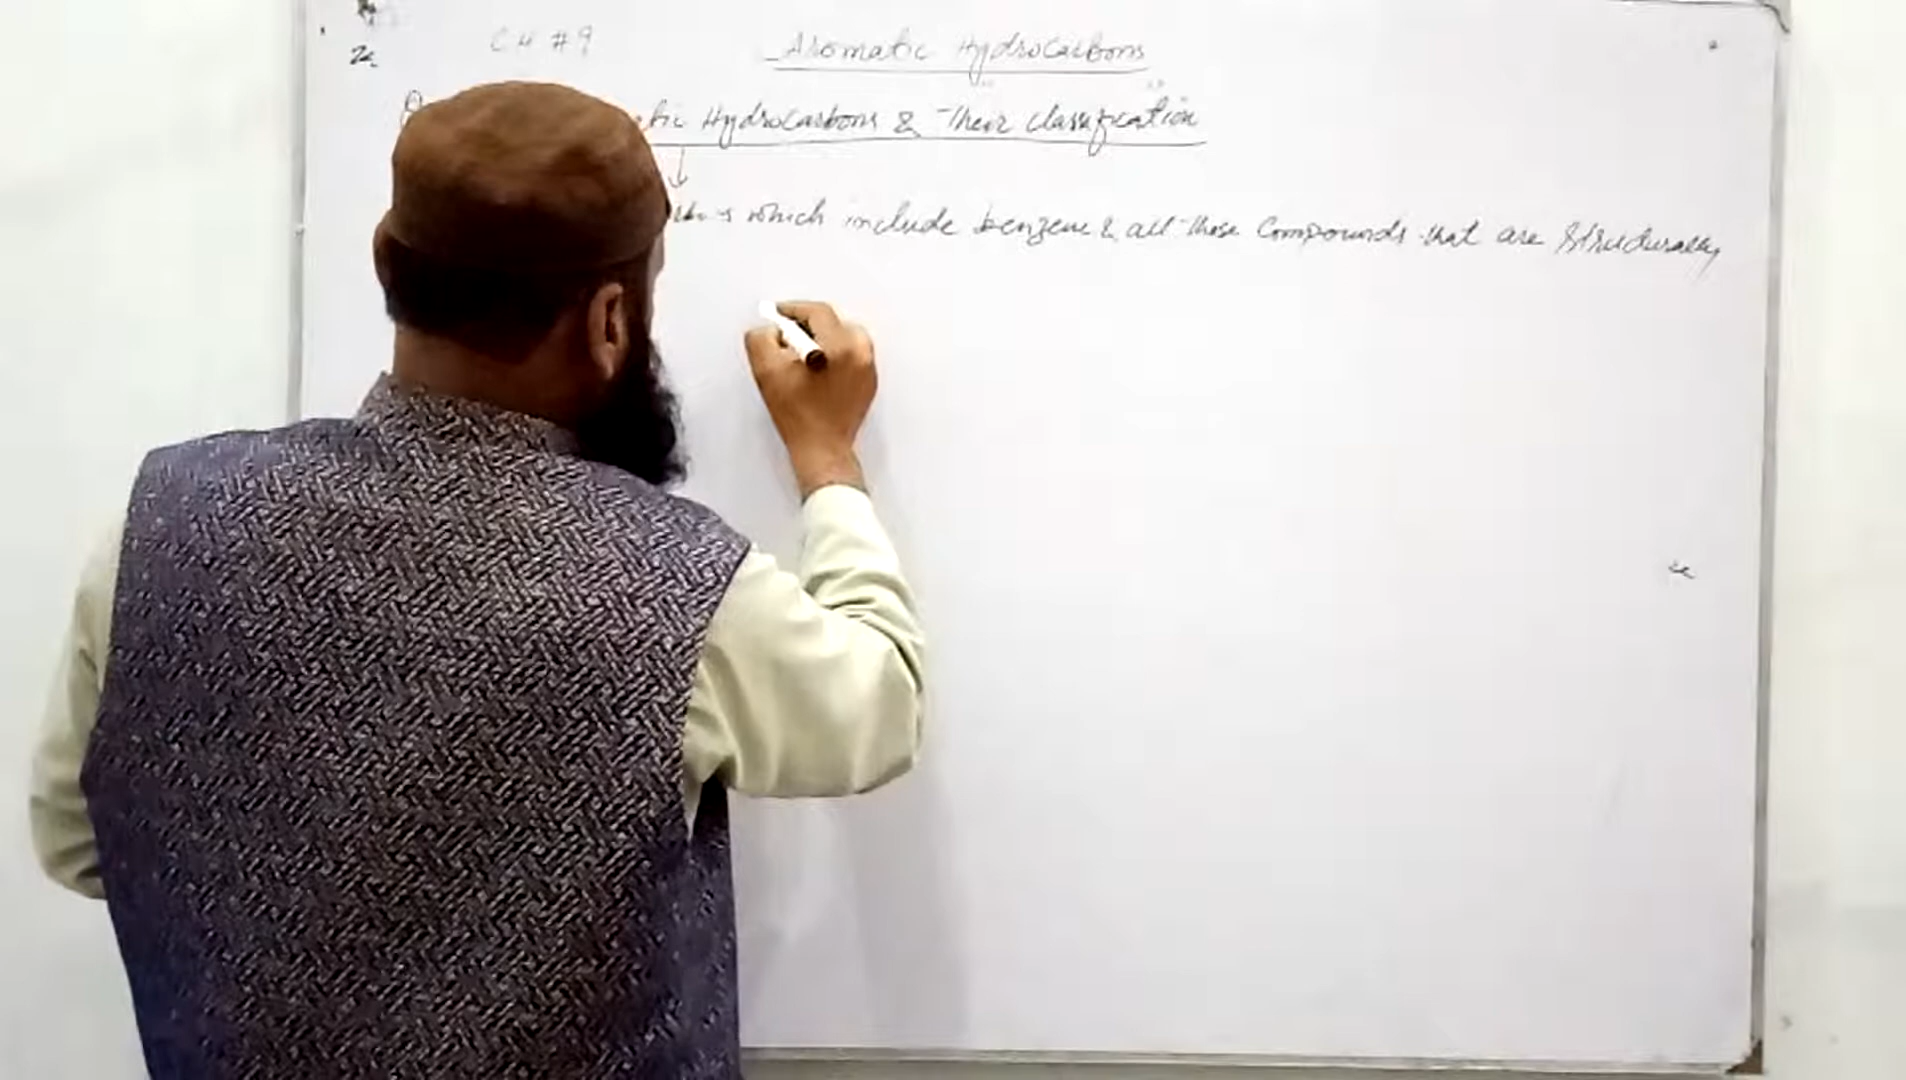 CH #9 Aromatic Hydrocarbons
tic Hydrocarbons & Their classification
which include benzene & all those Compounds that are structurally